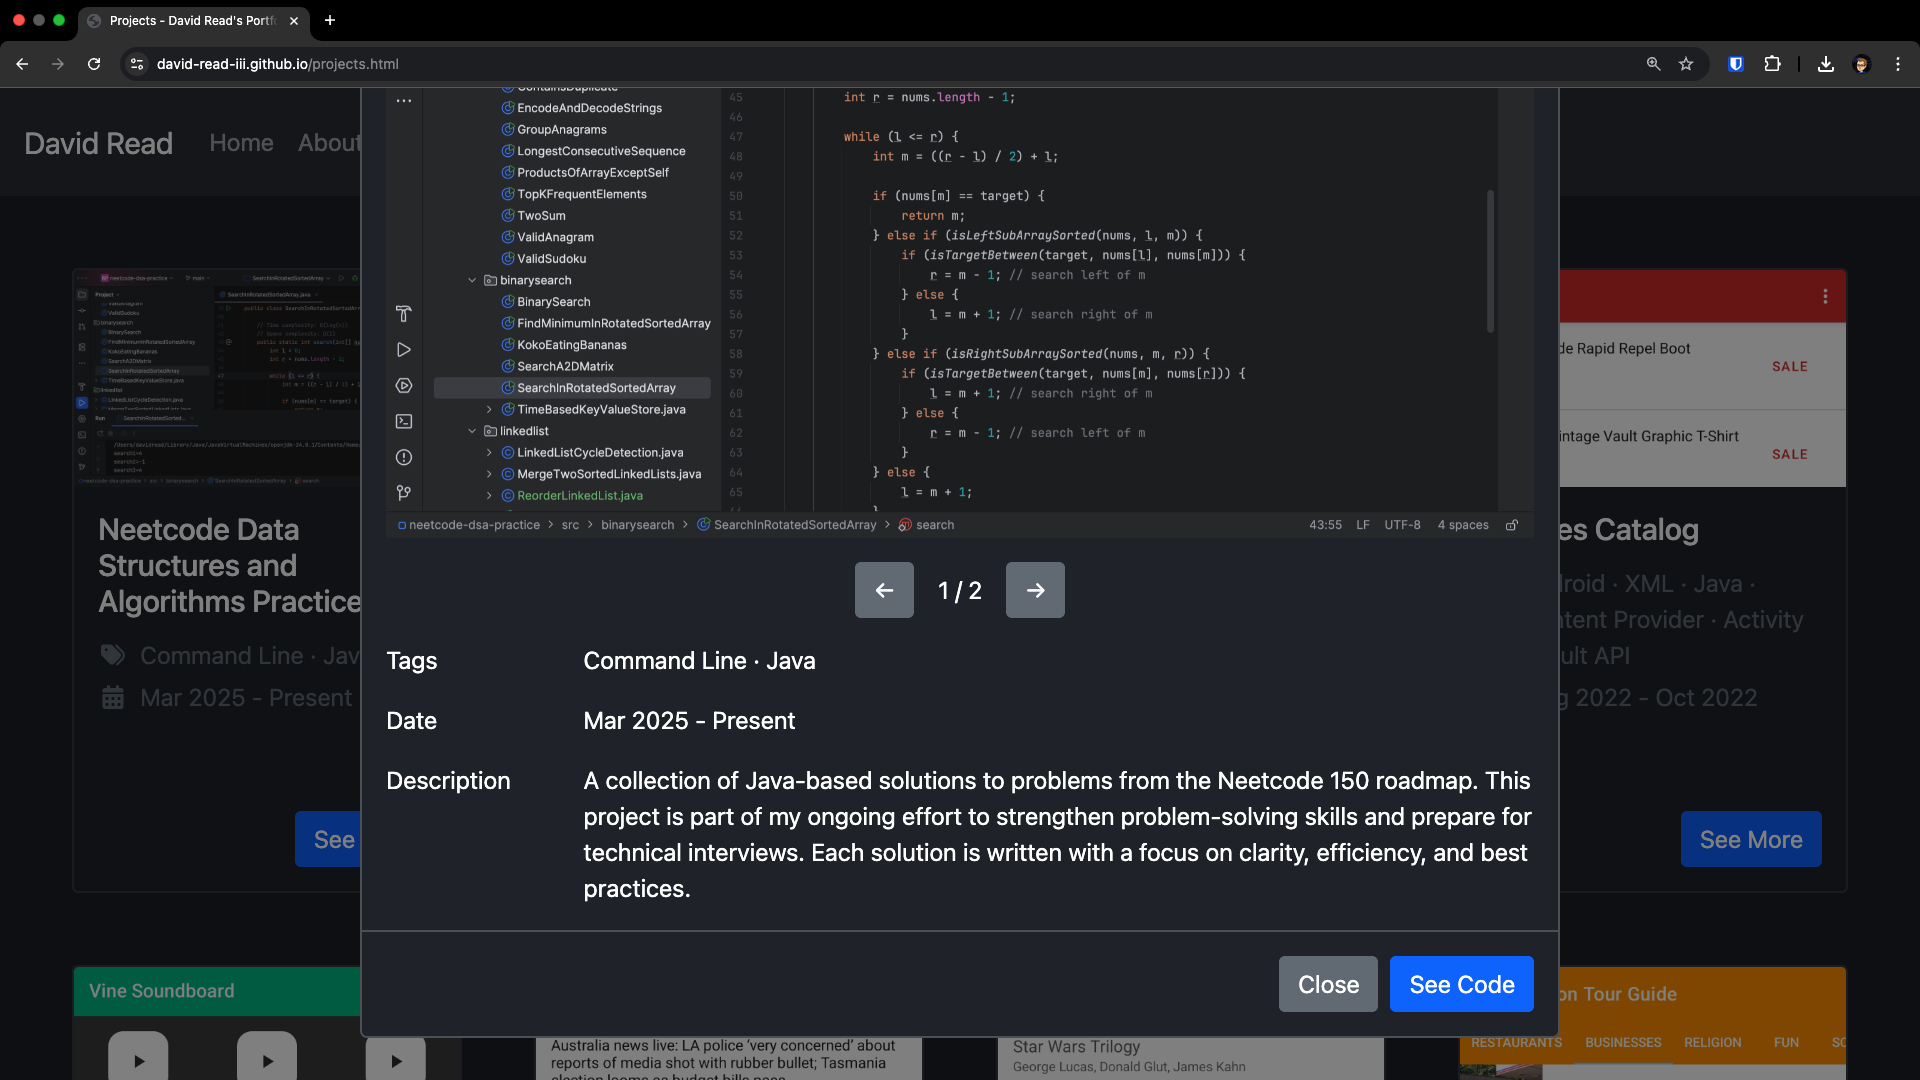 Projects - David Read's Portf
david-read-iii.github.io/projects.html
David Read
Home
About
ContainsDuplicate
EncodeAndDecodeStrings
GroupAnagrams
LongestConsecutiveSequence
ProductsOfArrayExceptSelf
TopKFrequentElements
TwoSum
ValidAnagram
ValidSudoku
binarysearch
BinarySearch
FindMinimumInRotatedSortedArray
KokoEatingBananas
SearchA2DMatrix
SearchInRotatedSortedArray
TimeBasedKeyValueStore.java
linkedlist
LinkedListCycleDetection.java
MergeTwoSortedLinkedLists.java
ReorderLinkedList.java
45 int r = nums.length - 1;
46
47 while (l <= r) {
48 int m = ((r - l) / 2) + l;
49
50 if (nums[m] == target) {
51 return m;
52 } else if (isLeftSubArraySorted(nums, l, m)) {
53 if (isTargetBetween(target, nums[l], nums[m])) {
54 r = m - 1; // search left of m
55 } else {
56 l = m + 1; // search right of m
57 }
58 } else if (isRightSubArraySorted(nums, m, r)) {
59 if (isTargetBetween(target, nums[m], nums[r])) {
60 l = m + 1; // search right of m
61 } else {
62 r = m - 1; // search left of m
63 }
64 } else {
65 l = m + 1;
neetcode-dsa-practice > src > binarysearch > SearchInRotatedSortedArray > search
43:55 LF UTF-8 4 spaces
1 / 2
Tags
Command Line · Java
Date
Mar 2025 - Present
Description
A collection of Java-based solutions to problems from the Neetcode 150 roadmap. This
project is part of my ongoing effort to strengthen problem-solving skills and prepare for
technical interviews. Each solution is written with a focus on clarity, efficiency, and best
practices.
Close
See Code
Neetcode Data
Structures and
Algorithms Practice
Command Line · Jav
Mar 2025 - Present
See
de Rapid Repel Boot
SALE
intage Vault Graphic T-Shirt
SALE
es Catalog
droid · XML · Java ·
ntent Provider · Activity
ult API
g 2022 - Oct 2022
See More
Vine Soundboard
Australia news live: LA police ‘very concerned’ about
reports of media shot with rubber bullet; Tasmania
Star Wars Trilogy
George Lucas, Donald Glut, James Kahn
on Tour Guide
RESTAURANTS BUSINESSES RELIGION FUN SC